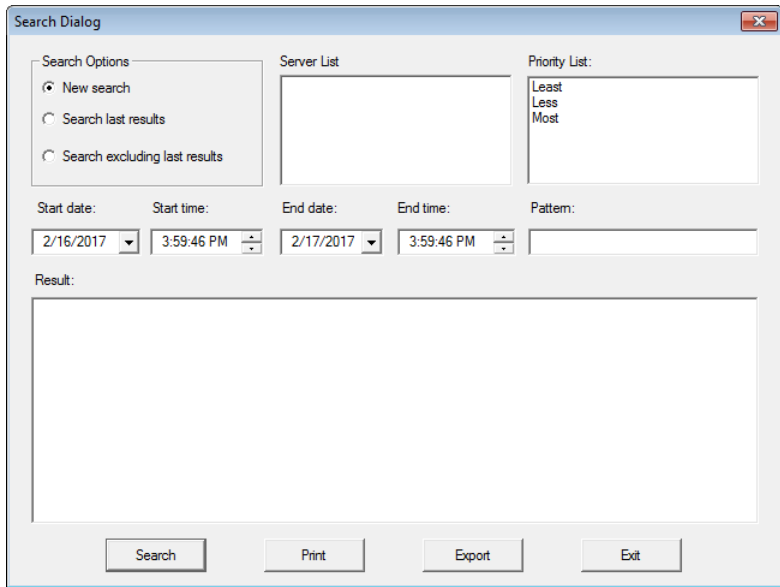 Search Dialog
Search Options
New search
Search last results
Search excluding last results
Server List
Priority List:
Least
Less
Most
Start date:
Start time:
End date:
End time:
Pattern:
2/16/2017
3:59:46 PM
2/17/2017
3:59:46 PM
Result:
Search
Print
Export
Exit